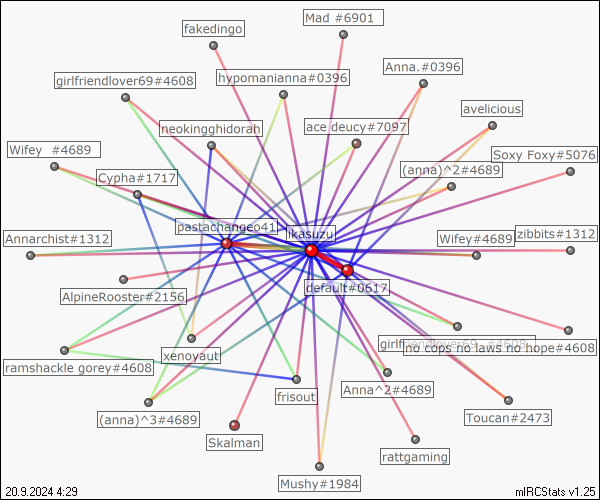 Mad #6901
fakedingo
Anna.#0396
hypomanianna#0396
girlfriendlover69#4608
avelicious
neokingghidorah
ace deucy#7097
Wifey #4689
Soxy Foxy#5076
(anna)^2#4689
Cypha#1717
pastachange041
ikasuzu
Annarchist#1312
Wifey#4689
zibbits#1312
default#0617
AlpineRooster#2156
girlfriendlover69 #4608
no cops no laws no hope#4608
xenoyaut
ramshackle gorey#4608
Anna^2#4689
frisout
(anna)^3#4689
Toucan#2473
Skalman
rattgaming
Mushy#1984
20.9.2024 4:29
mIRCStats v1.25